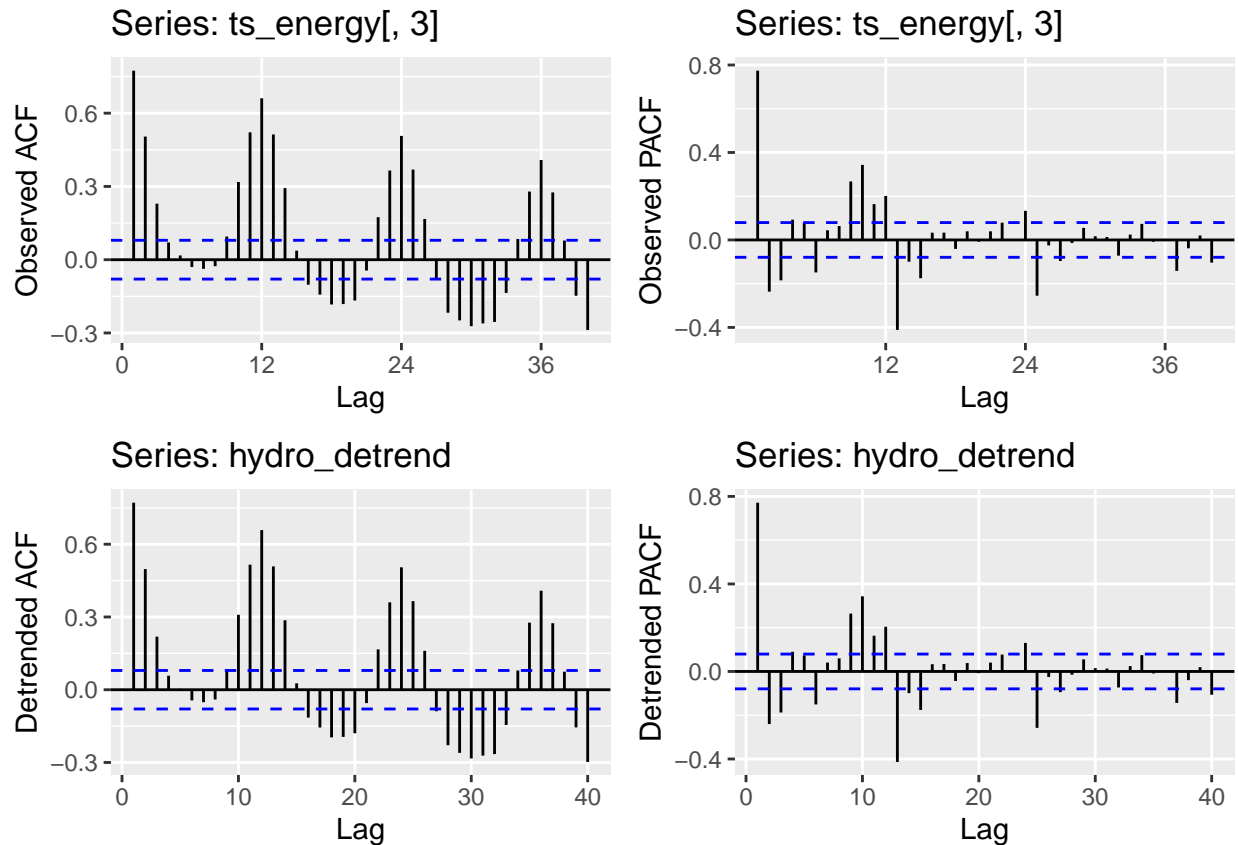 Series: ts_energy[, 3]
Observed ACF
0.6
0.3
0.0
−0.3
0
12
24
36
Lag
Series: ts_energy[, 3]
Observed PACF
0.8
0.4
0.0
−0.4
12
24
36
Lag
Series: hydro_detrend
Detrended ACF
0.6
0.3
0.0
−0.3
0
10
20
30
40
Lag
Series: hydro_detrend
Detrended PACF
0.8
0.4
0.0
−0.4
0
10
20
30
40
Lag